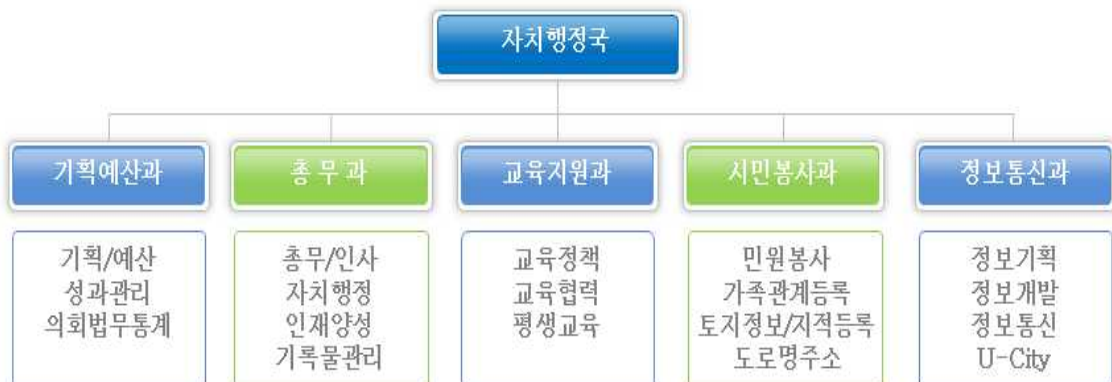 자치행정국
기획예산과
총 무 과
교육지원과
시민봉사과
정보통신과
기획/예산
성과관리
의회법무통계
총무/인사
자치행정
인재양성
기록물관리
교육정책
교육협력
평생교육
민원봉사
가족관계등록
토지정보/지적등록
도로명주소
정보기획
정보개발
정보통신
U-City